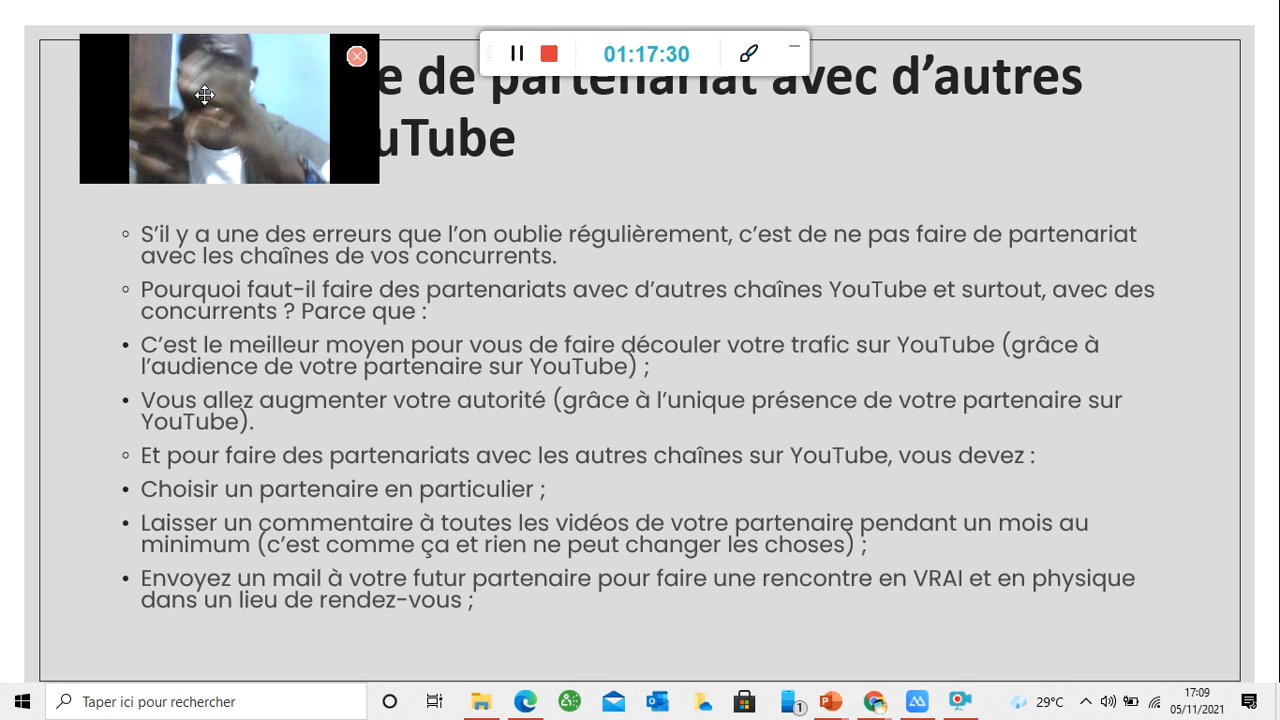 01:17:30
e de partenariat avec d'autres
uTube
◦ S'il y a une des erreurs que l'on oublie régulièrement, c'est de ne pas faire de partenariat
avec les chaînes de vos concurrents.
◦ Pourquoi faut-il faire des partenariats avec d'autres chaînes YouTube et surtout, avec des
concurrents ? Parce que :
• C'est le meilleur moyen pour vous de faire découler votre trafic sur YouTube (grâce à
l'audience de votre partenaire sur YouTube) ;
• Vous allez augmenter votre autorité (grâce à l'unique présence de votre partenaire sur
YouTube).
◦ Et pour faire des partenariats avec les autres chaînes sur YouTube, vous devez :
• Choisir un partenaire en particulier ;
• Laisser un commentaire à toutes les vidéos de votre partenaire pendant un mois au
minimum (c'est comme ça et rien ne peut changer les choses) ;
• Envoyez un mail à votre futur partenaire pour faire une rencontre en VRAI et en physique
dans un lieu de rendez-vous ;
Taper ici pour rechercher
1
29°C
17:09
05/11/2021